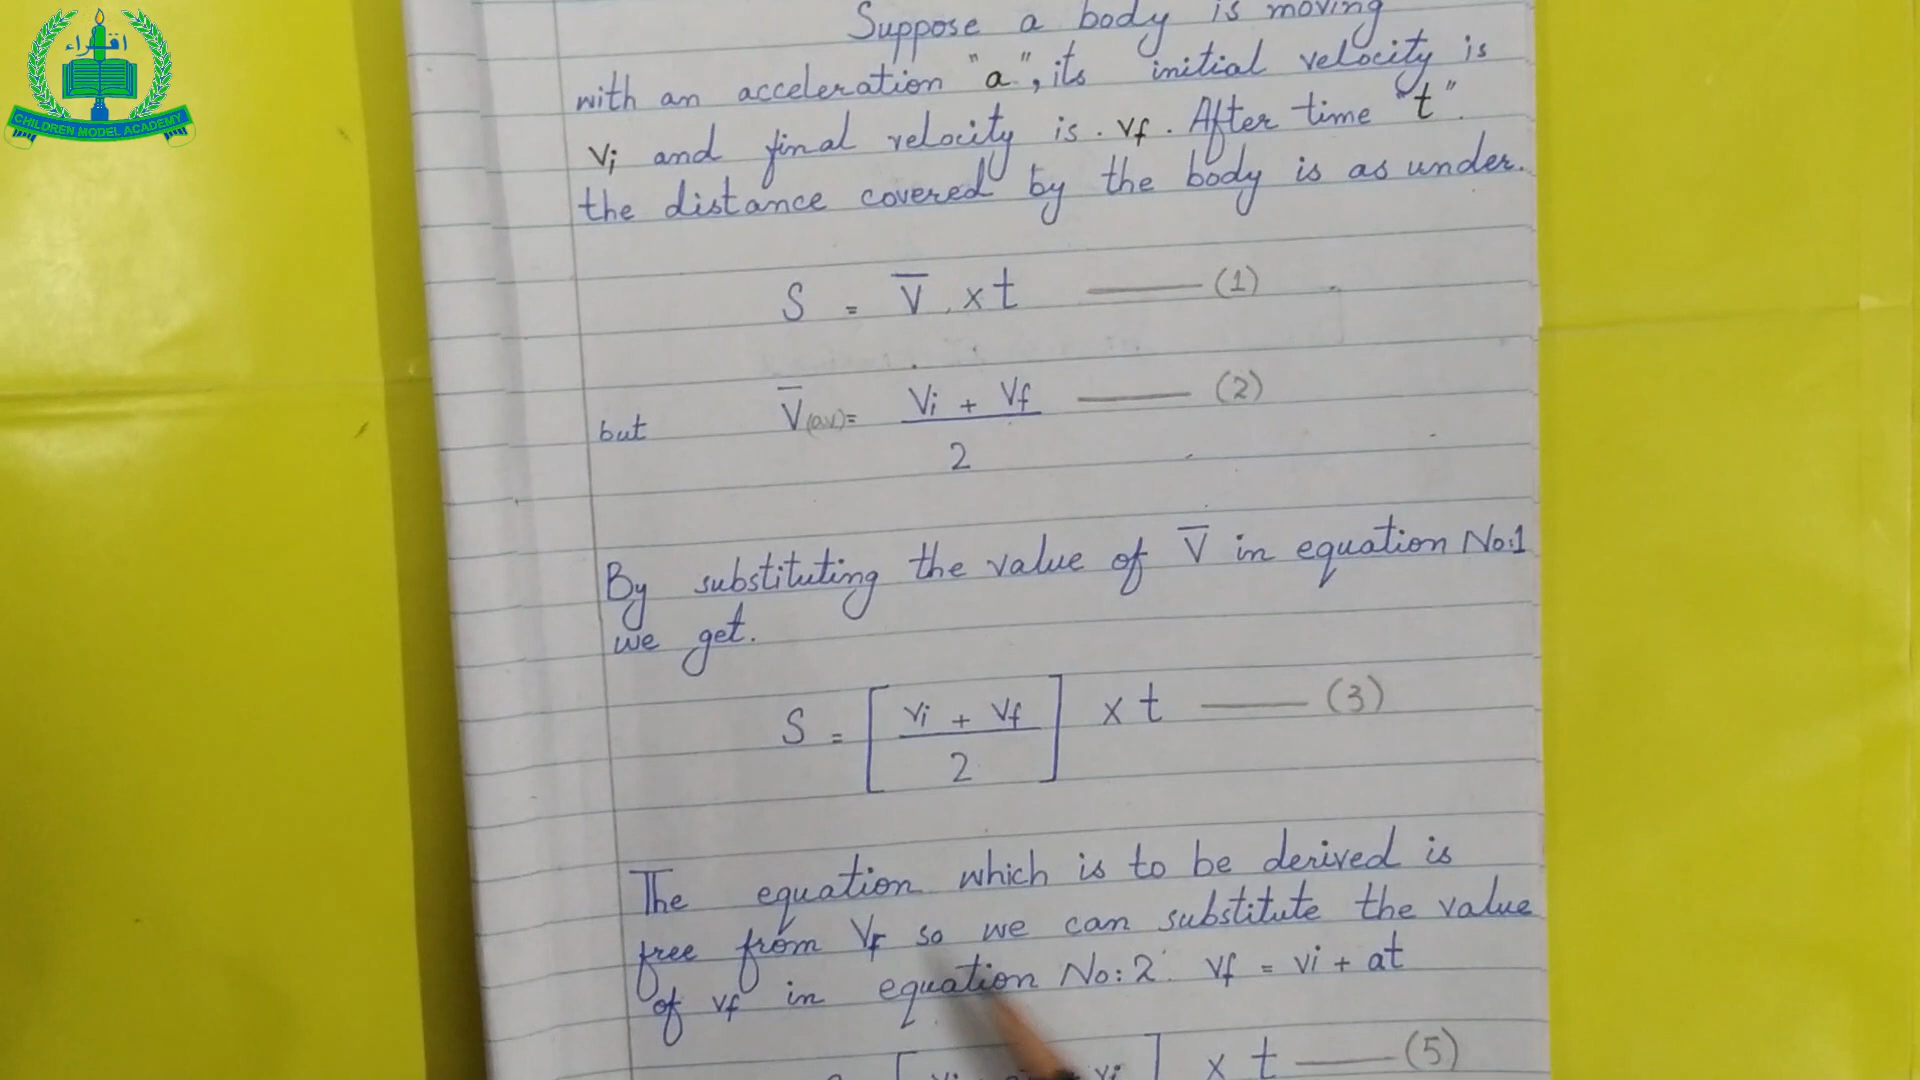 اقراء
CHILDREN MODEL ACADEMY
Suppose a body is moving
with an acceleration "a", its initial velocity is
Vi and final velocity is . vf . After time "t".
the distance covered by the body is as under.
S = V̅ . x t —— (1)
but V̅(av) = Vi + Vf —— (2)
2
By substituting the value of V̅ in equation No:1
we get.
S = [ vi + vf ] x t —— (3)
2
The equation which is to be derived is
free from Vf so we can substitute the value
of vf in equation No: 2. vf = vi + at
vi ] x t —— (5)